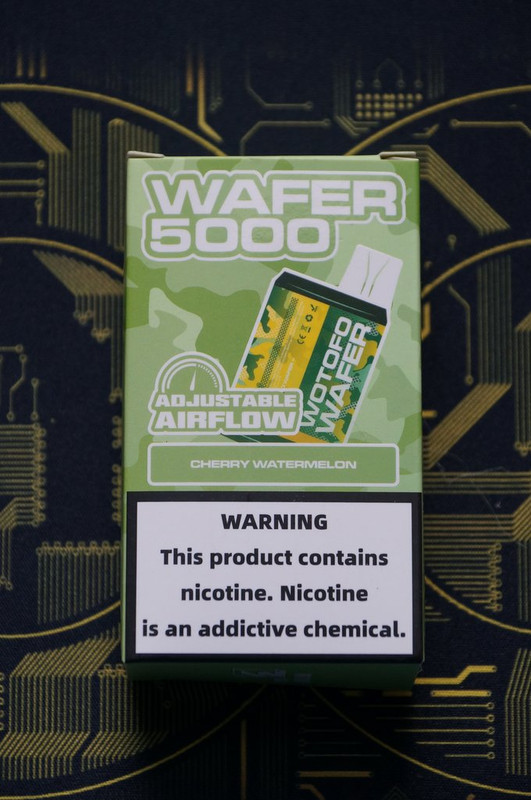 WAFER
5000
WOTOFO
WAFER
ADJUSTABLE
AIRFLOW
CHERRY WATERMELON
WARNING
This product contains
nicotine. Nicotine
is an addictive chemical.